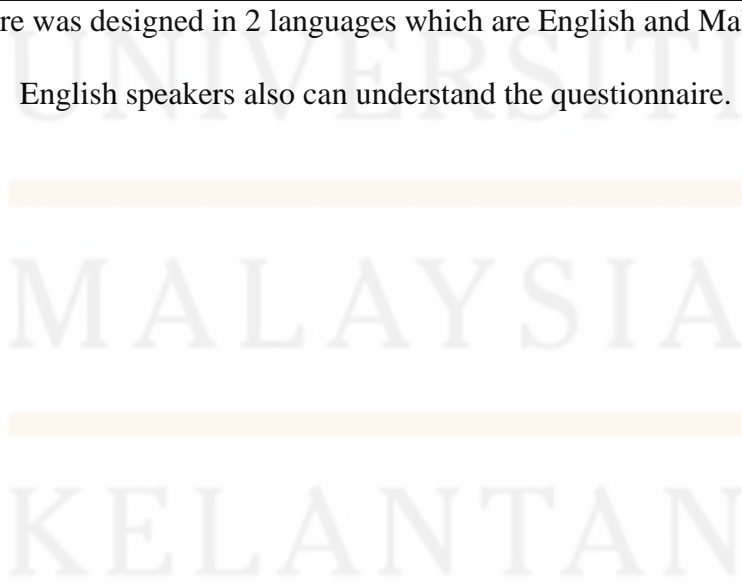 re was designed in 2 languages which are English and Mal
English speakers also can understand the questionnaire.
UNIVERSITI
MALAYSIA
KELANTAN